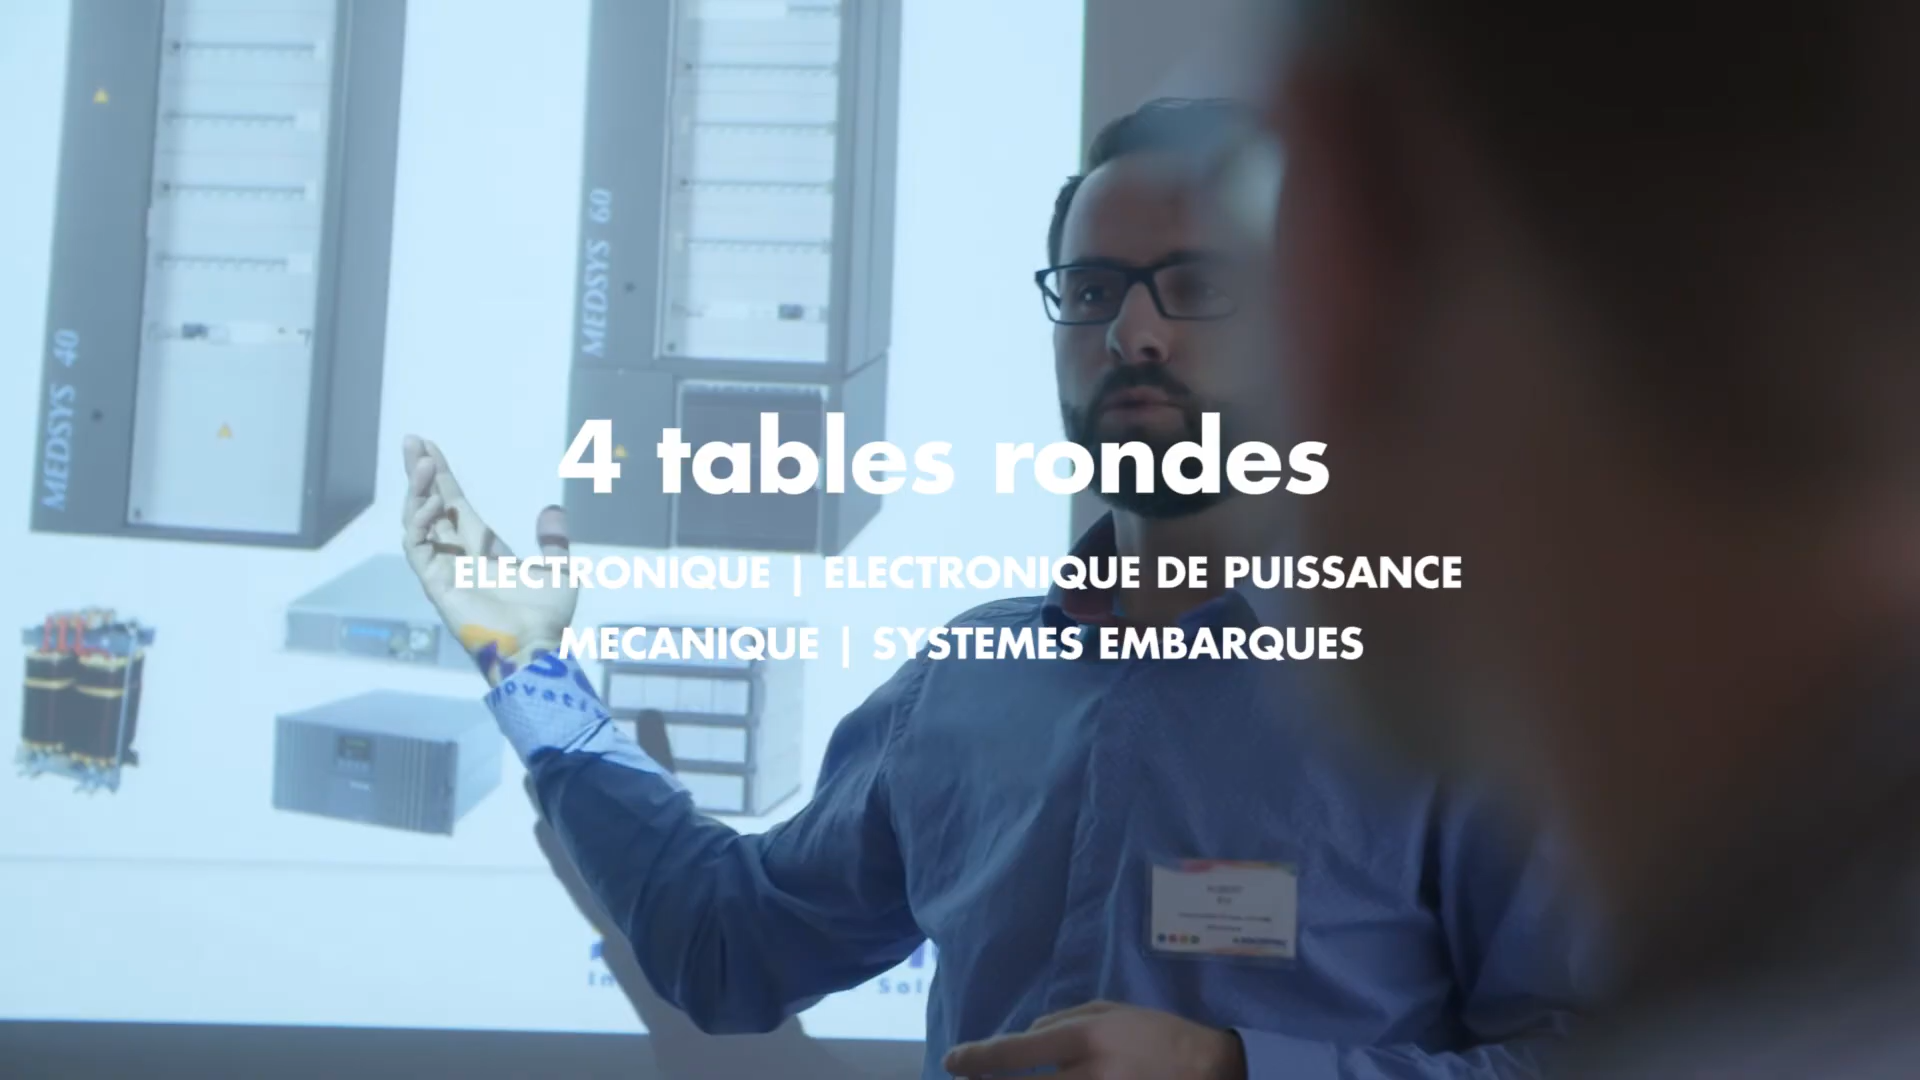 MEDSYS 40
MEDSYS 60
4 tables rondes
ELECTRONIQUE | ELECTRONIQUE DE PUISSANCE
MECANIQUE | SYSTEMES EMBARQUES